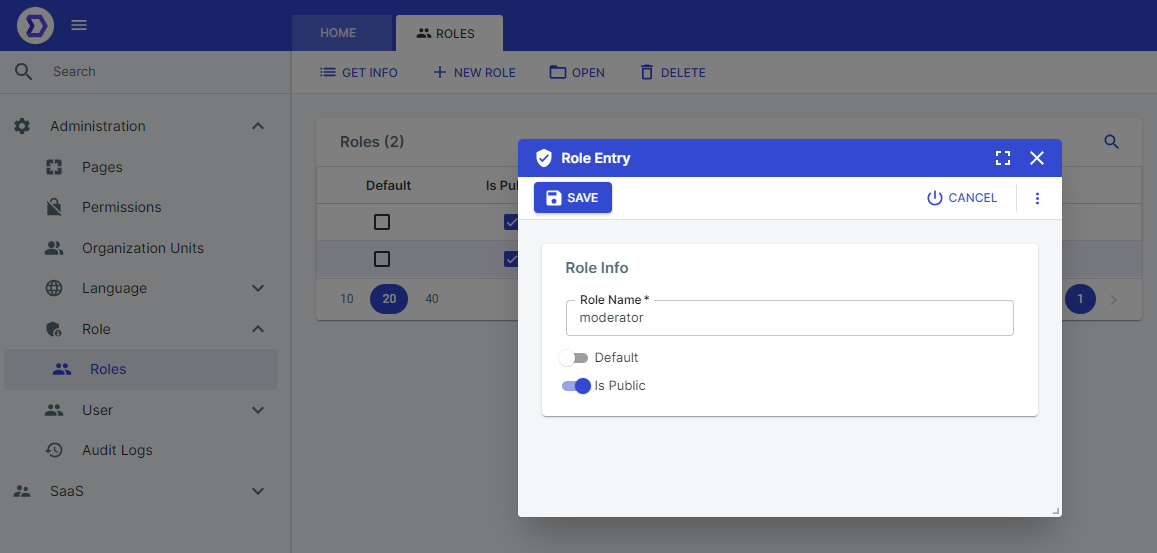 HOME
ROLES
Search
GET INFO
NEW ROLE
OPEN
DELETE
Administration
Pages
Permissions
Organization Units
Language
Role
Roles
User
Audit Logs
SaaS
Roles (2)
Default
10
20
40
1
Role Entry
SAVE
CANCEL
Role Info
Role Name *
moderator
Default
Is Public